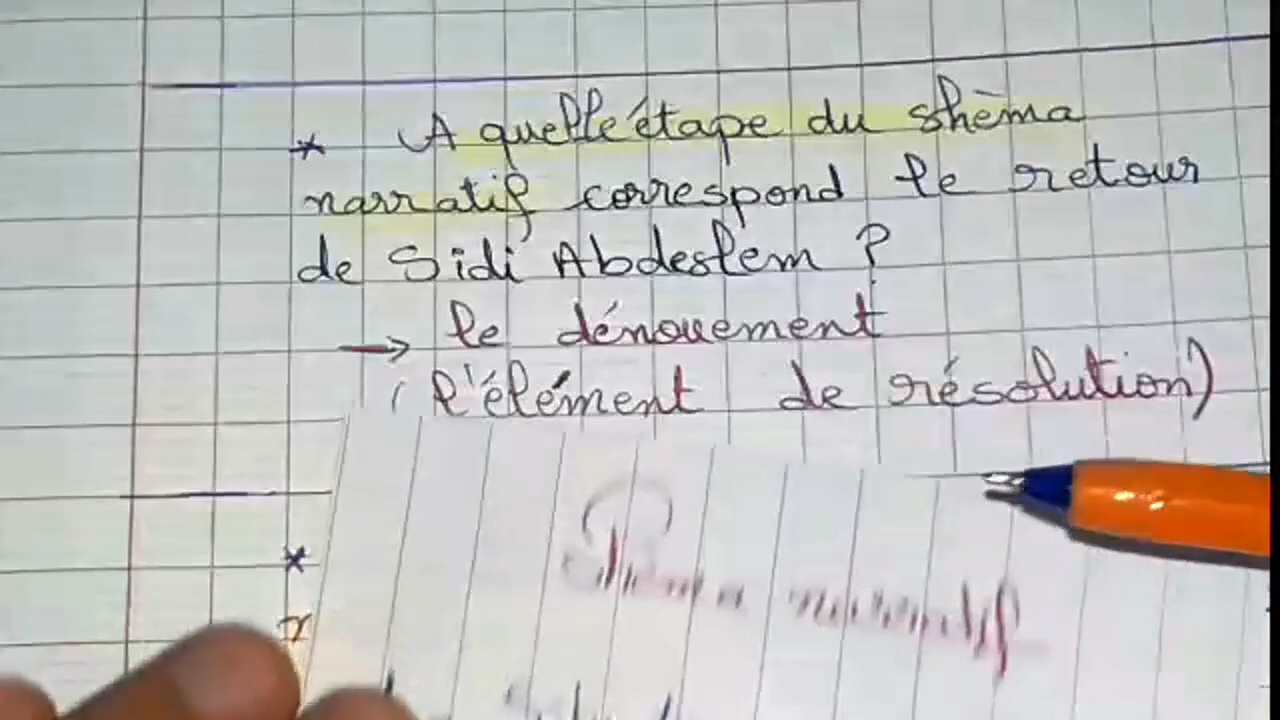 * A quelle étape du shèma
narratif correspond le retour
de Sidi Abdeslem ?
→ le dénouement
( l'élément de résolution)
*